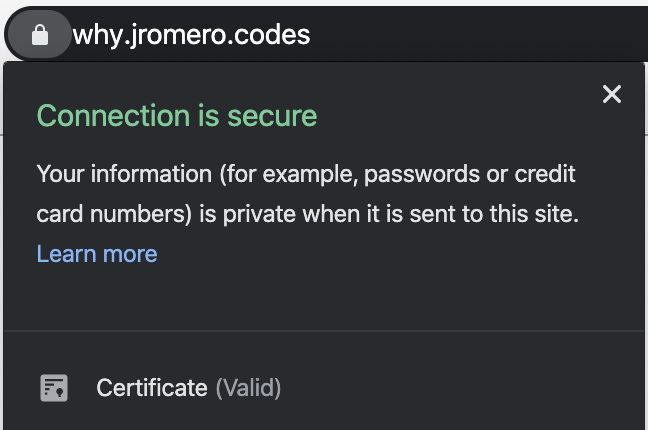 why.jromero.codes
Connection is secure
Your information (for example, passwords or credit
card numbers) is private when it is sent to this site.
Learn more
Certificate (Valid)